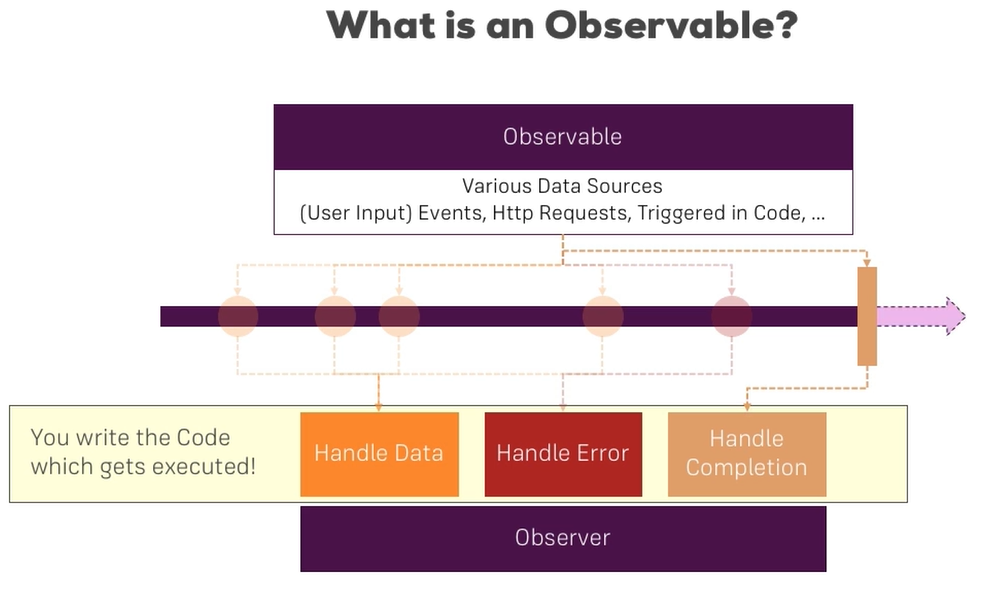 What is an Observable?
Observable
Various Data Sources
(User Input) Events, Http Requests, Triggered in Code, ...
You write the Code
which gets executed!
Handle Data
Handle Error
Handle
Completion
Observer